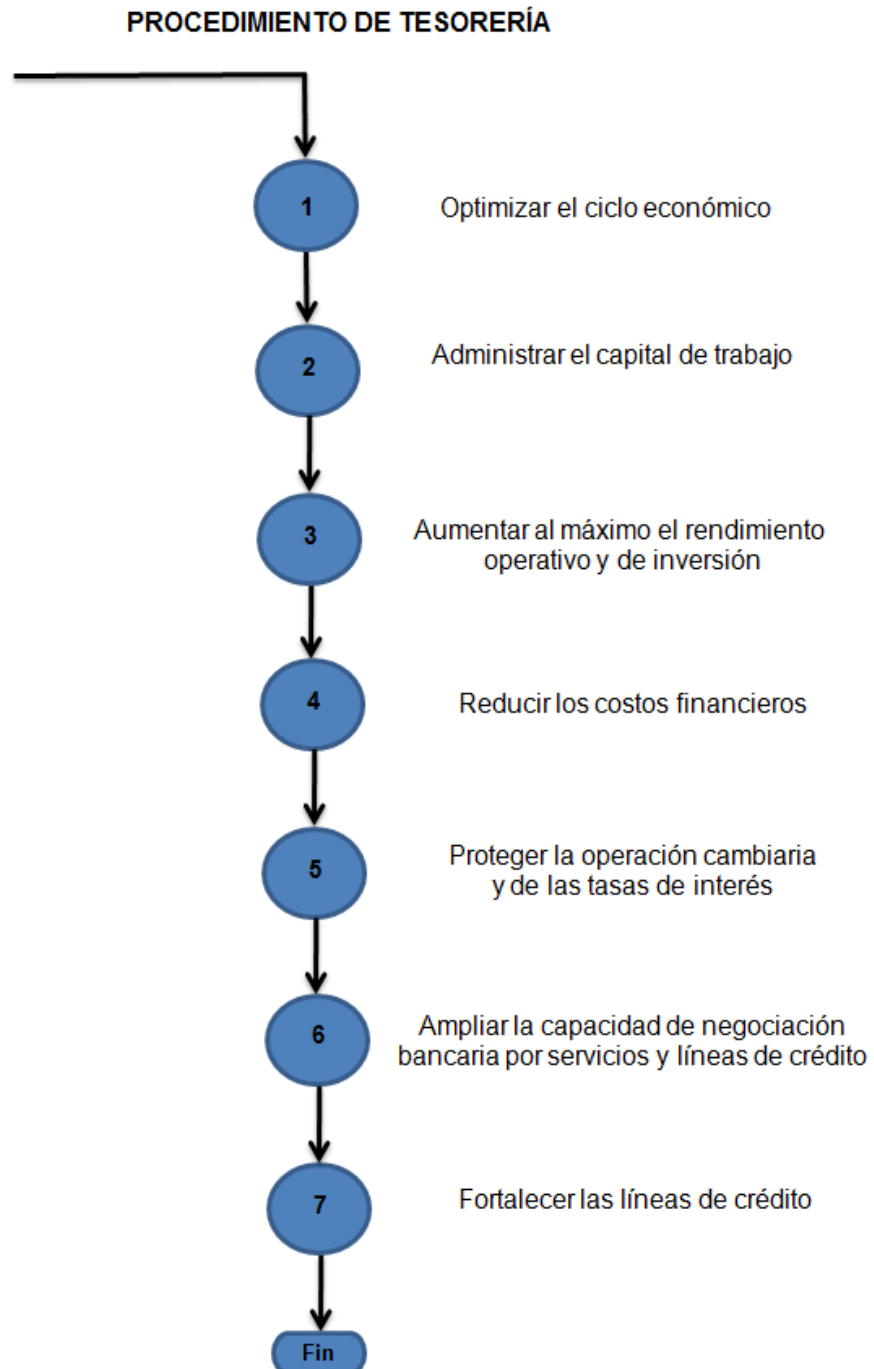 PROCEDIMIENTO DE TESORERÍA
1
Optimizar el ciclo económico
2
Administrar el capital de trabajo
3
Aumentar al máximo el rendimiento
operativo y de inversión
4
Reducir los costos financieros
5
Proteger la operación cambiaria
y de las tasas de interés
6
Ampliar la capacidad de negociación
bancaria por servicios y líneas de crédito
7
Fortalecer las líneas de crédito
Fin